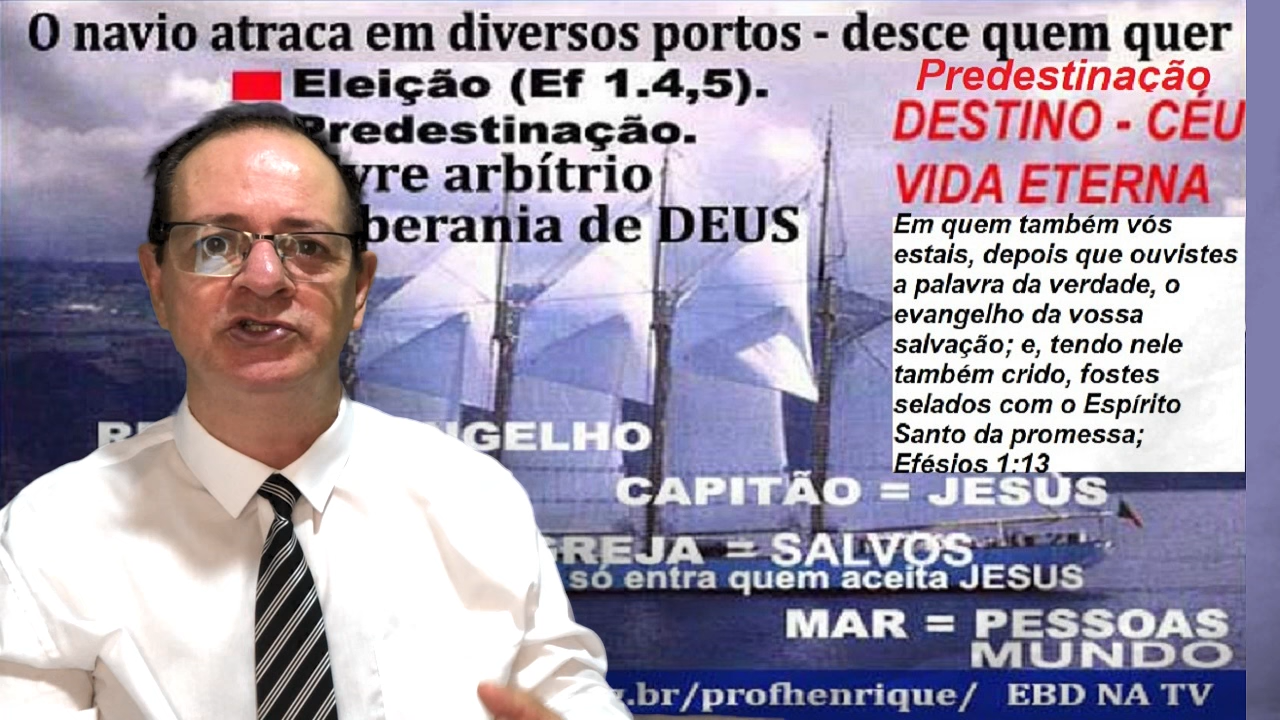 O navio atraca em diversos portos - desce quem quer
Eleição (Ef 1.4,5).
Predestinação.
arbítrio
de DEUS
Predestinação
DESTINO - CÉU
VIDA ETERNA
Em quem também vós
estais, depois que ouvistes
a palavra da verdade, o
evangelho da vossa
salvação; e, tendo nele
também crido, fostes
selados com o Espírito
Santo da promessa;
Efésios 1:13
CAPITÃO = JESUS
= SALVOS
só entra quem aceita JESUS
MAR = PESSOAS
MUNDO
.br/profhenrique/ EBD NA TV